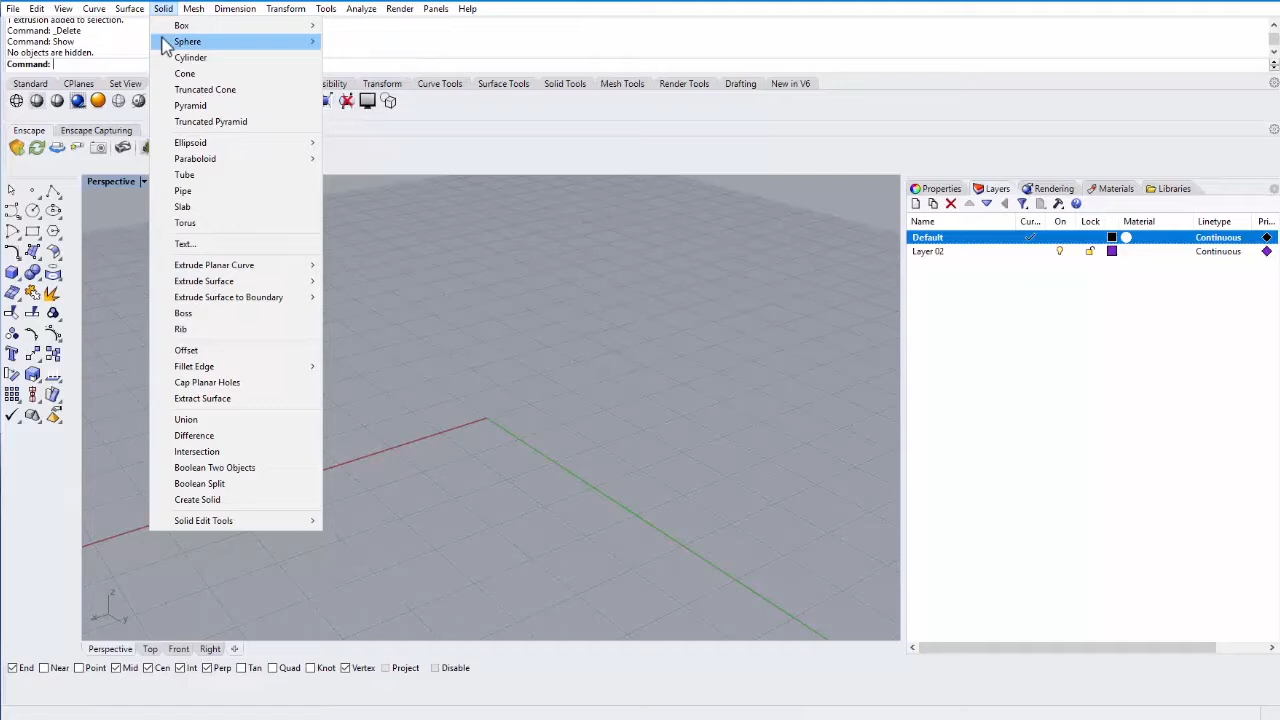 File Edit View Curve Surface Solid Mesh Dimension Transform Tools Analyze Render Panels Help
1 extrusion added to selection.
Command: _Delete
Command: Show
No objects are hidden.
Command:
Box
Sphere
Cylinder
Cone
Truncated Cone
Pyramid
Truncated Pyramid
Ellipsoid
Paraboloid
Tube
Pipe
Slab
Torus
Text...
Extrude Planar Curve
Extrude Surface
Extrude Surface to Boundary
Boss
Rib
Offset
Fillet Edge
Cap Planar Holes
Extract Surface
Union
Difference
Intersection
Boolean Two Objects
Boolean Split
Create Solid
Solid Edit Tools
Standard CPlanes Set View sibility Transform Curve Tools Surface Tools Solid Tools Mesh Tools Render Tools Drafting New in V6
Enscape Enscape Capturing
Perspective
Properties Layers Rendering Materials Libraries
Name Cur... On Lock Material Linetype Pri...
Default Continuous
Layer 02 Continuous
z
x y
Perspective Top Front Right
End Near Point Mid Cen Int Perp Tan Quad Knot Vertex Project Disable